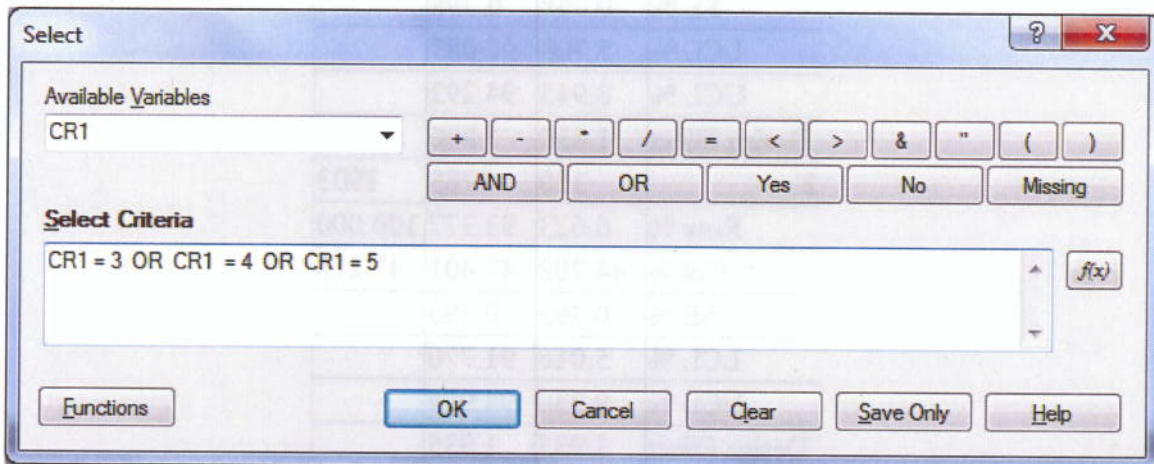 Select
? X
Available Variables
CR1
+ - * / = < > & " ( )
AND OR Yes No Missing
Select Criteria
CR1 = 3 OR CR1 = 4 OR CR1 = 5
f(x)
Functions OK Cancel Clear Save Only Help